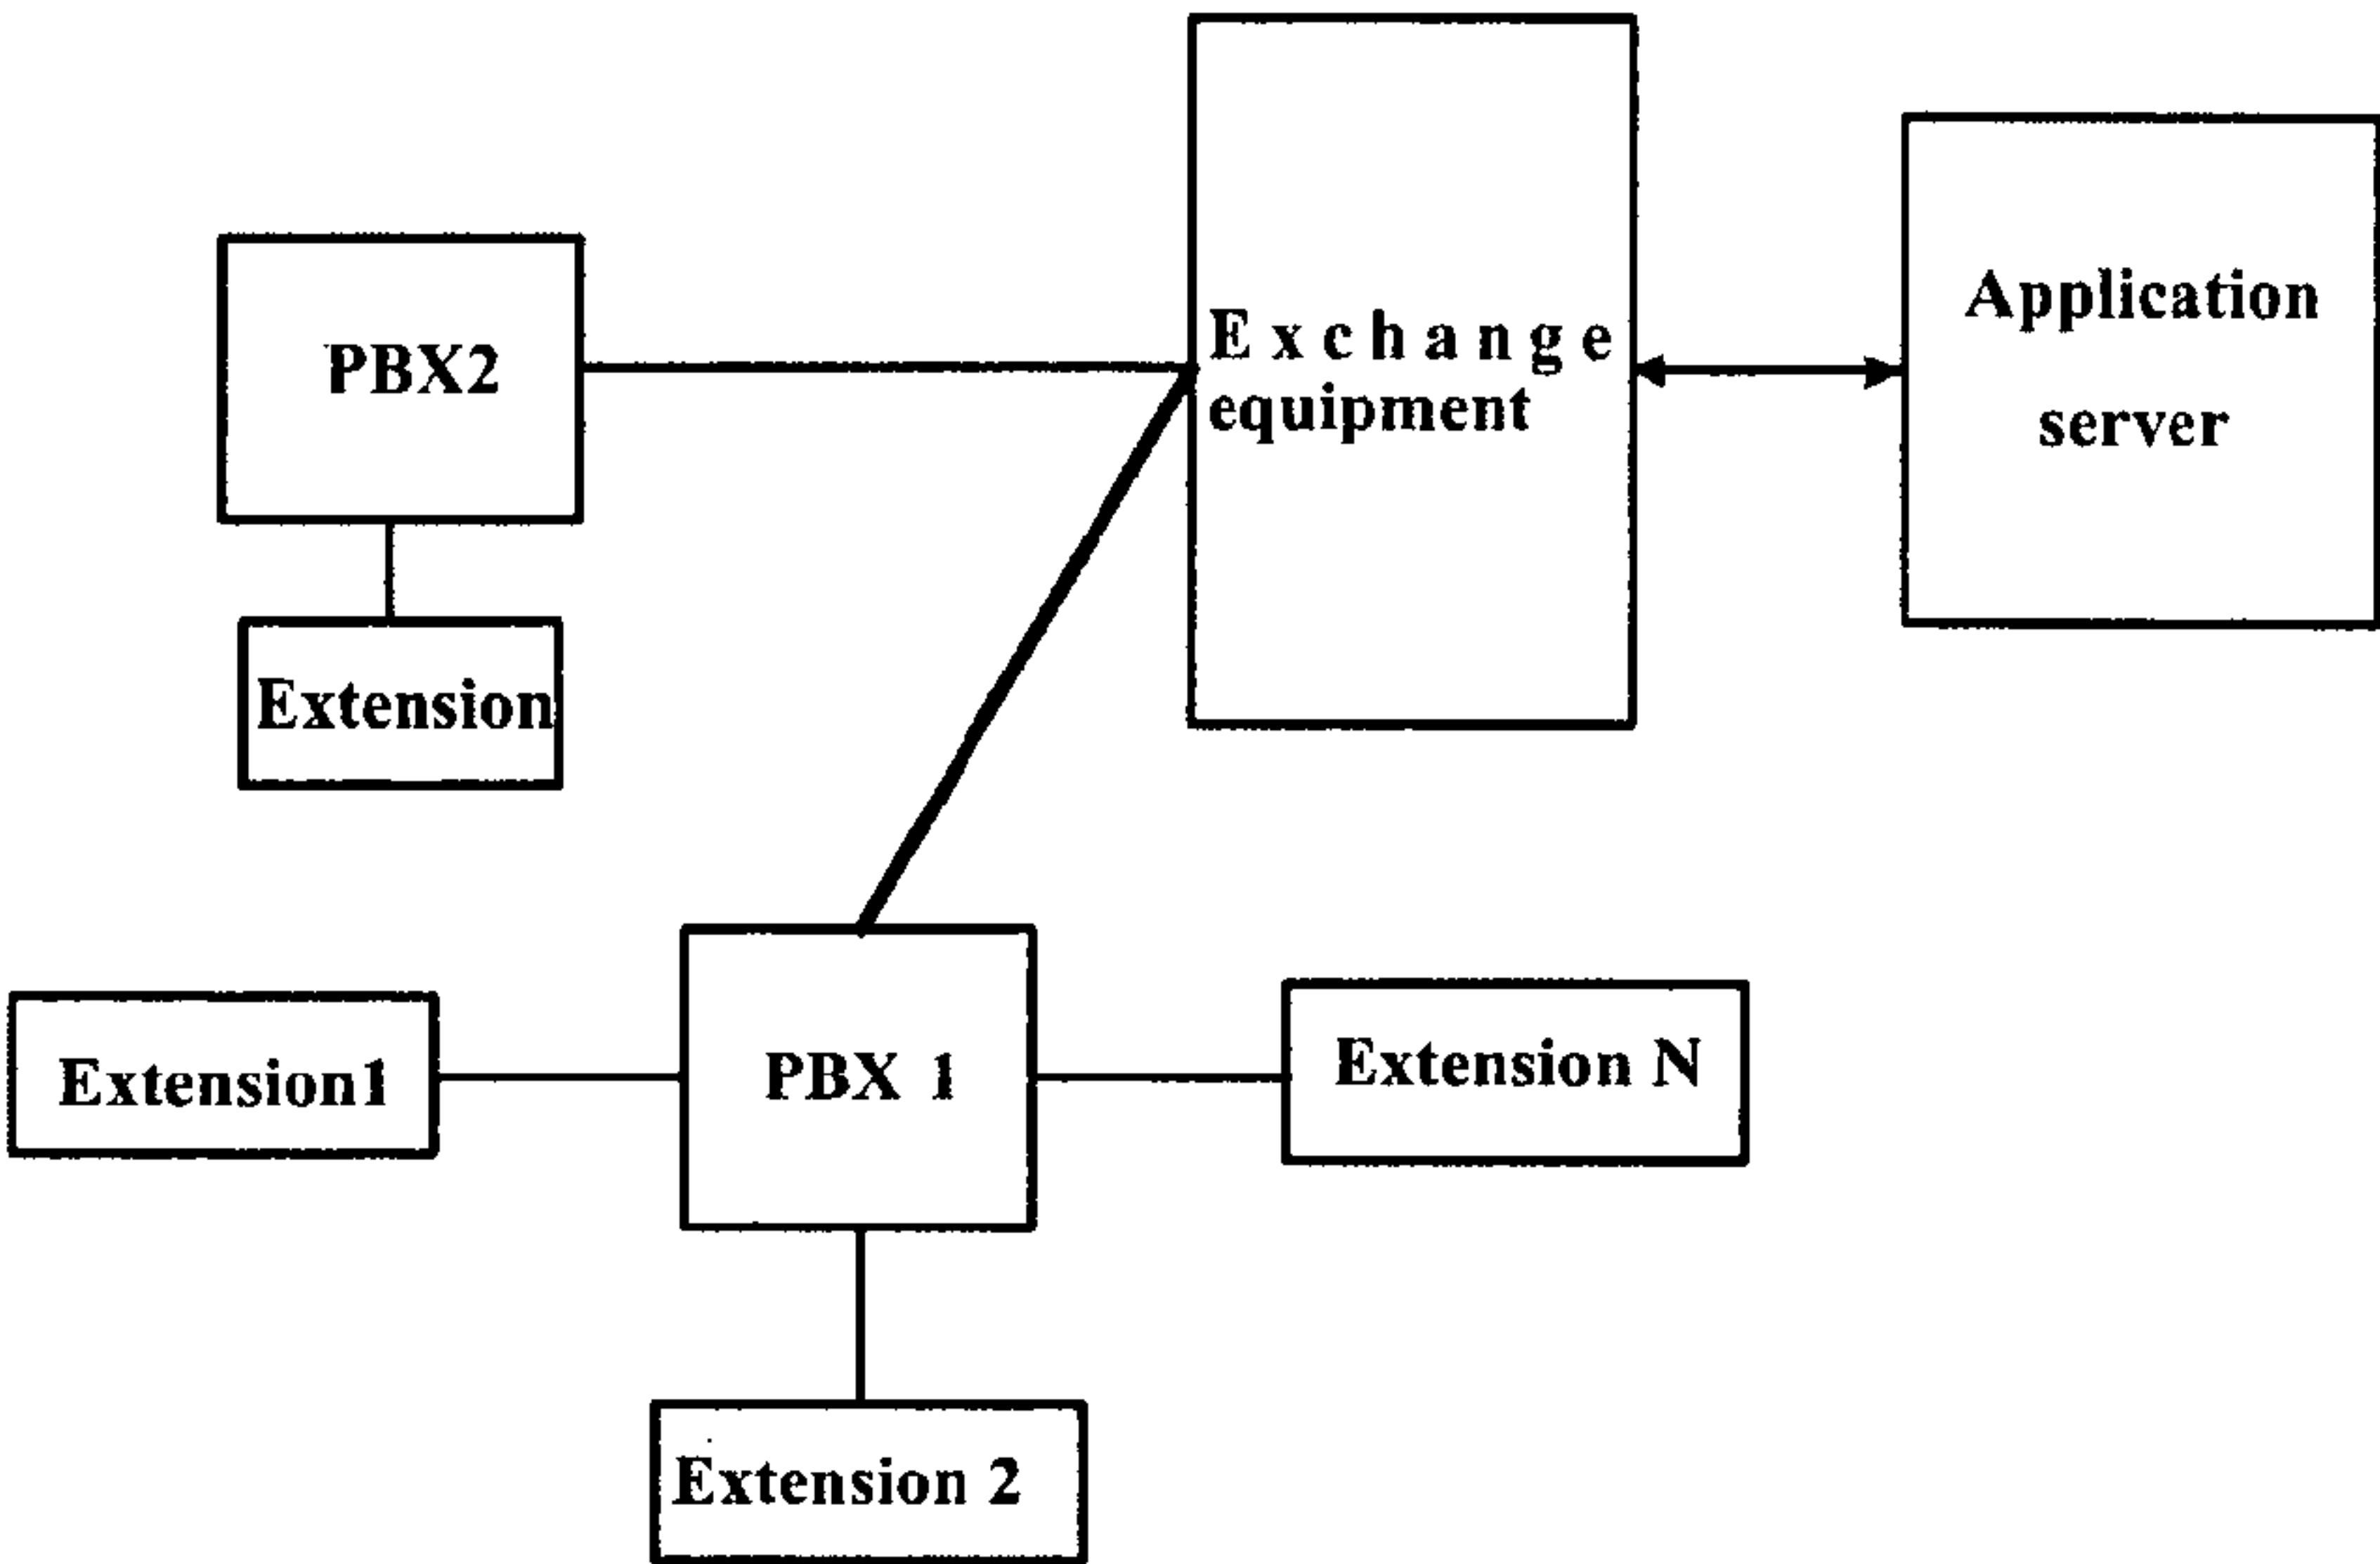 Exchange
equipment
Application
server
PBX2
Extension
Extension1
PBX 1
Extension N
Extension 2